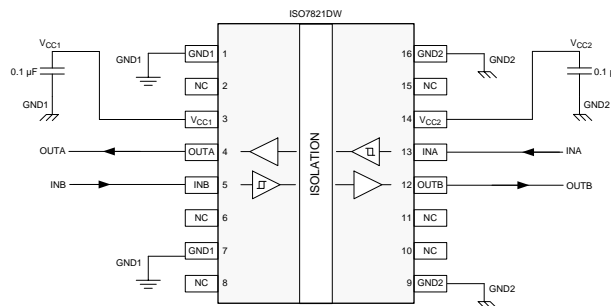 ISO7821DW
VCC1
0.1 µF
GND1
GND1
GND1 1
NC 2
VCC1 3
OUTA
OUTA 4
INB
INB 5
NC 6
GND1
GND1 7
NC 8
ISOLATION
16 GND2
GND2
15 NC
14 VCC2
VCC2
0.1
GND2
13 INA
INA
12 OUTB
OUTB
11 NC
10 NC
9 GND2
GND2